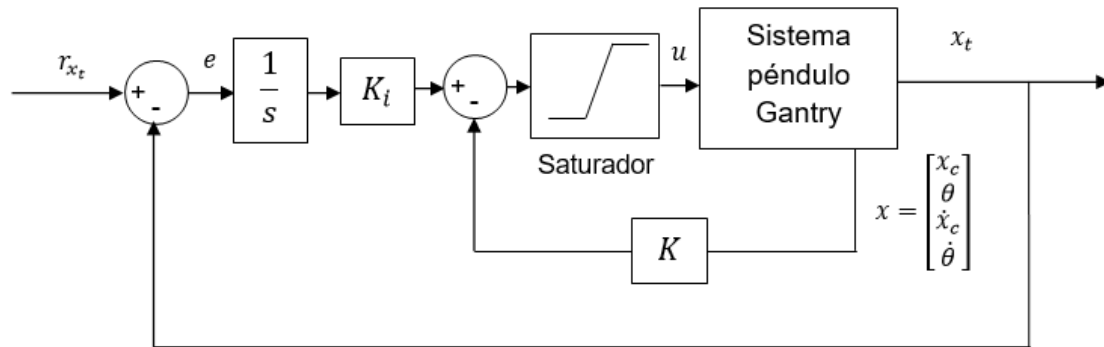 r_{x_t}
+
-
e
1
s
K_i
+
-
Saturador
u
Sistema
péndulo
Gantry
x_t
K
x =
x_c
θ
ẋ_c
θ̇